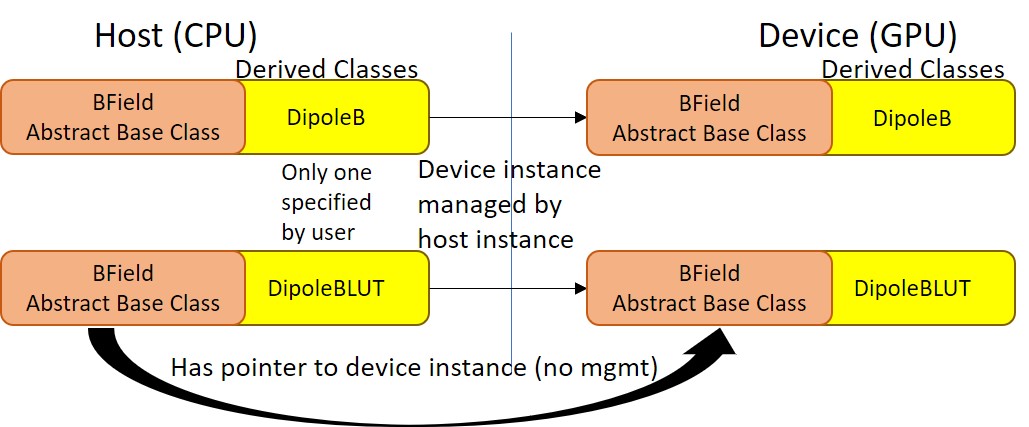 Host (CPU)
Device (GPU)
Derived Classes
Derived Classes
BField
Abstract Base Class
DipoleB
BField
Abstract Base Class
DipoleB
Only one
specified
by user
Device instance
managed by
host instance
BField
Abstract Base Class
DipoleBLUT
BField
Abstract Base Class
DipoleBLUT
Has pointer to device instance (no mgmt)